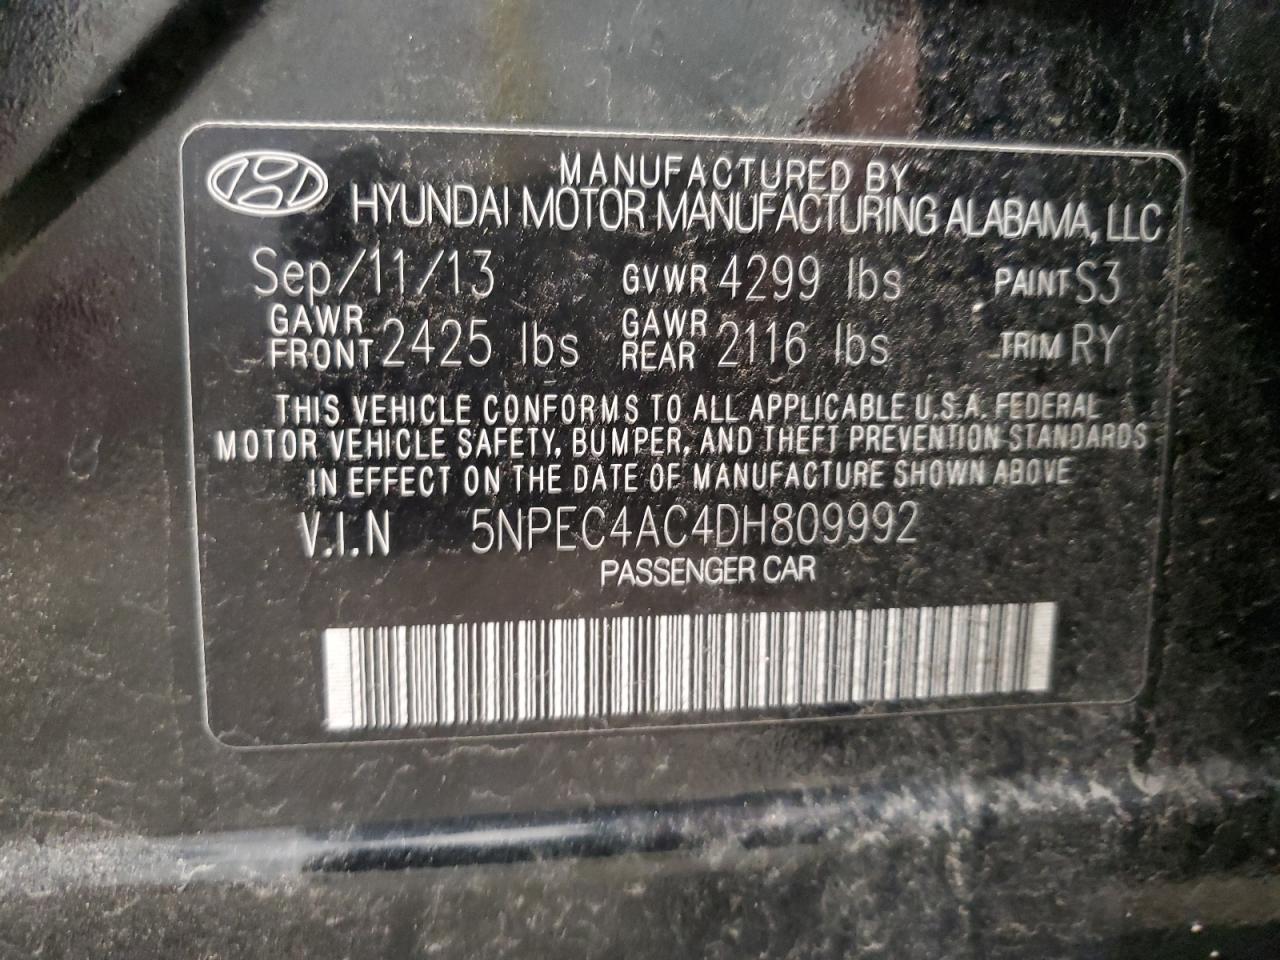 MANUFACTURED BY
HYUNDAI MOTOR MANUFACTURING ALABAMA, LLC
Sep/11/13 GVWR 4299 lbs PAINT S3
GAWR FRONT 2425 lbs GAWR REAR 2116 lbs TRIM RY
THIS VEHICLE CONFORMS TO ALL APPLICABLE U.S.A. FEDERAL
MOTOR VEHICLE SAFETY, BUMPER, AND THEFT PREVENTION STANDARDS
IN EFFECT ON THE DATE OF MANUFACTURE SHOWN ABOVE
V.I.N 5NPEC4AC4DH809992
PASSENGER CAR